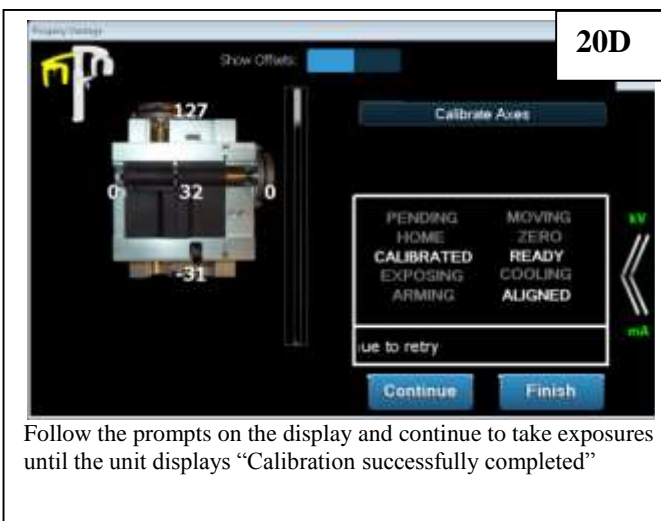 20D
Show Offsets:
127
Calibrate Axes
0 32 0
-31
PENDING MOVING
HOME ZERO
CALIBRATED READY
EXPOSING COOLING
ARMING ALIGNED
kV
mA
ue to retry
Continue Finish
Follow the prompts on the display and continue to take exposures
until the unit displays “Calibration successfully completed”